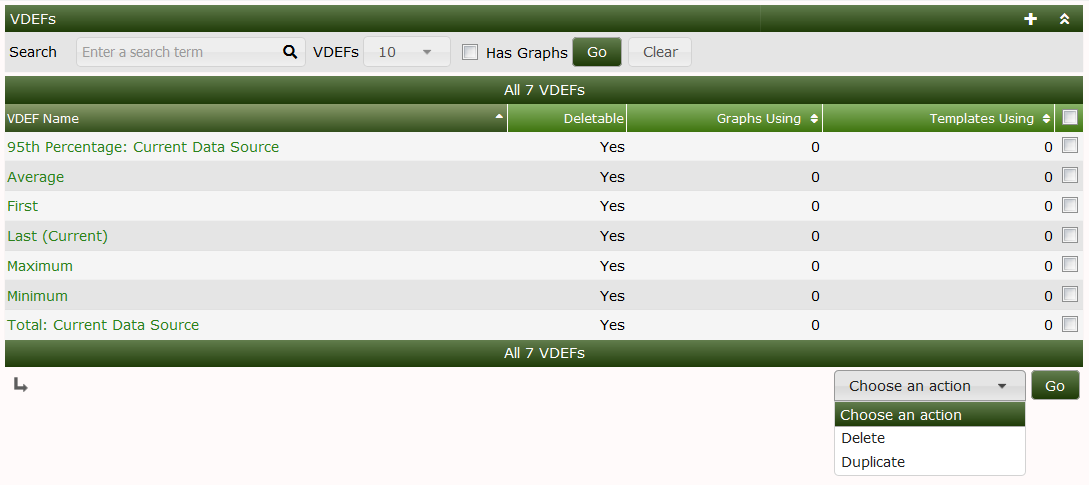 VDEFs
Search Enter a search term VDEFs 10 Has Graphs Go Clear
All 7 VDEFs
VDEF Name Deletable Graphs Using Templates Using
95th Percentage: Current Data Source Yes 0 0
Average Yes 0 0
First Yes 0 0
Last (Current) Yes 0 0
Maximum Yes 0 0
Minimum Yes 0 0
Total: Current Data Source Yes 0 0
All 7 VDEFs
Choose an action Go
Choose an action
Delete
Duplicate